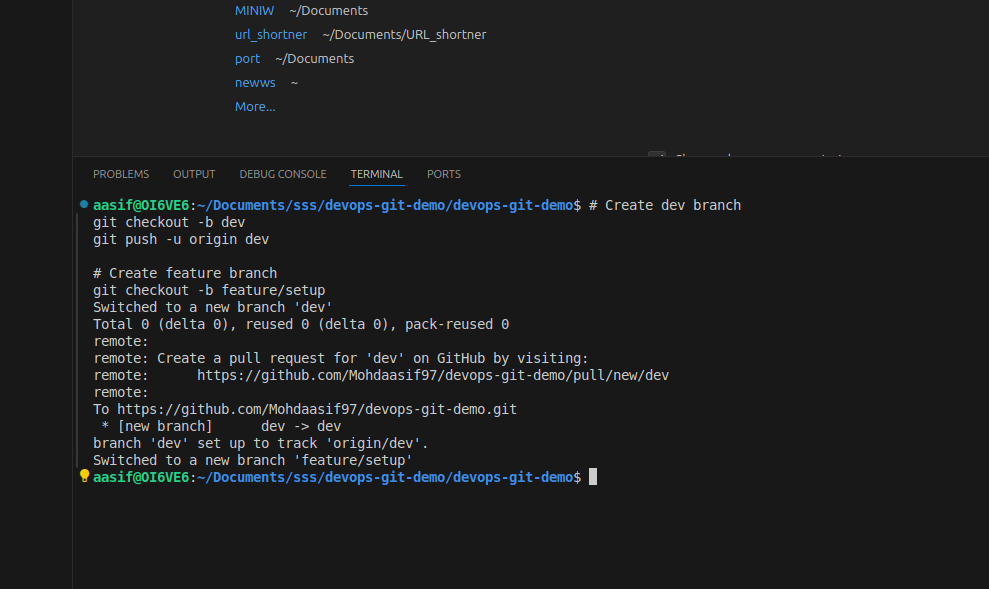 MINIW ~/Documents
url_shortner ~/Documents/URL_shortner
port ~/Documents
newws ~
More...
PROBLEMS OUTPUT DEBUG CONSOLE TERMINAL PORTS
aasif@OI6VE6:~/Documents/sss/devops-git-demo/devops-git-demo$ # Create dev branch
git checkout -b dev
git push -u origin dev
# Create feature branch
git checkout -b feature/setup
Switched to a new branch 'dev'
Total 0 (delta 0), reused 0 (delta 0), pack-reused 0
remote:
remote: Create a pull request for 'dev' on GitHub by visiting:
remote:      https://github.com/Mohdaasif97/devops-git-demo/pull/new/dev
remote:
To https://github.com/Mohdaasif97/devops-git-demo.git
 * [new branch]      dev -> dev
branch 'dev' set up to track 'origin/dev'.
Switched to a new branch 'feature/setup'
aasif@OI6VE6:~/Documents/sss/devops-git-demo/devops-git-demo$